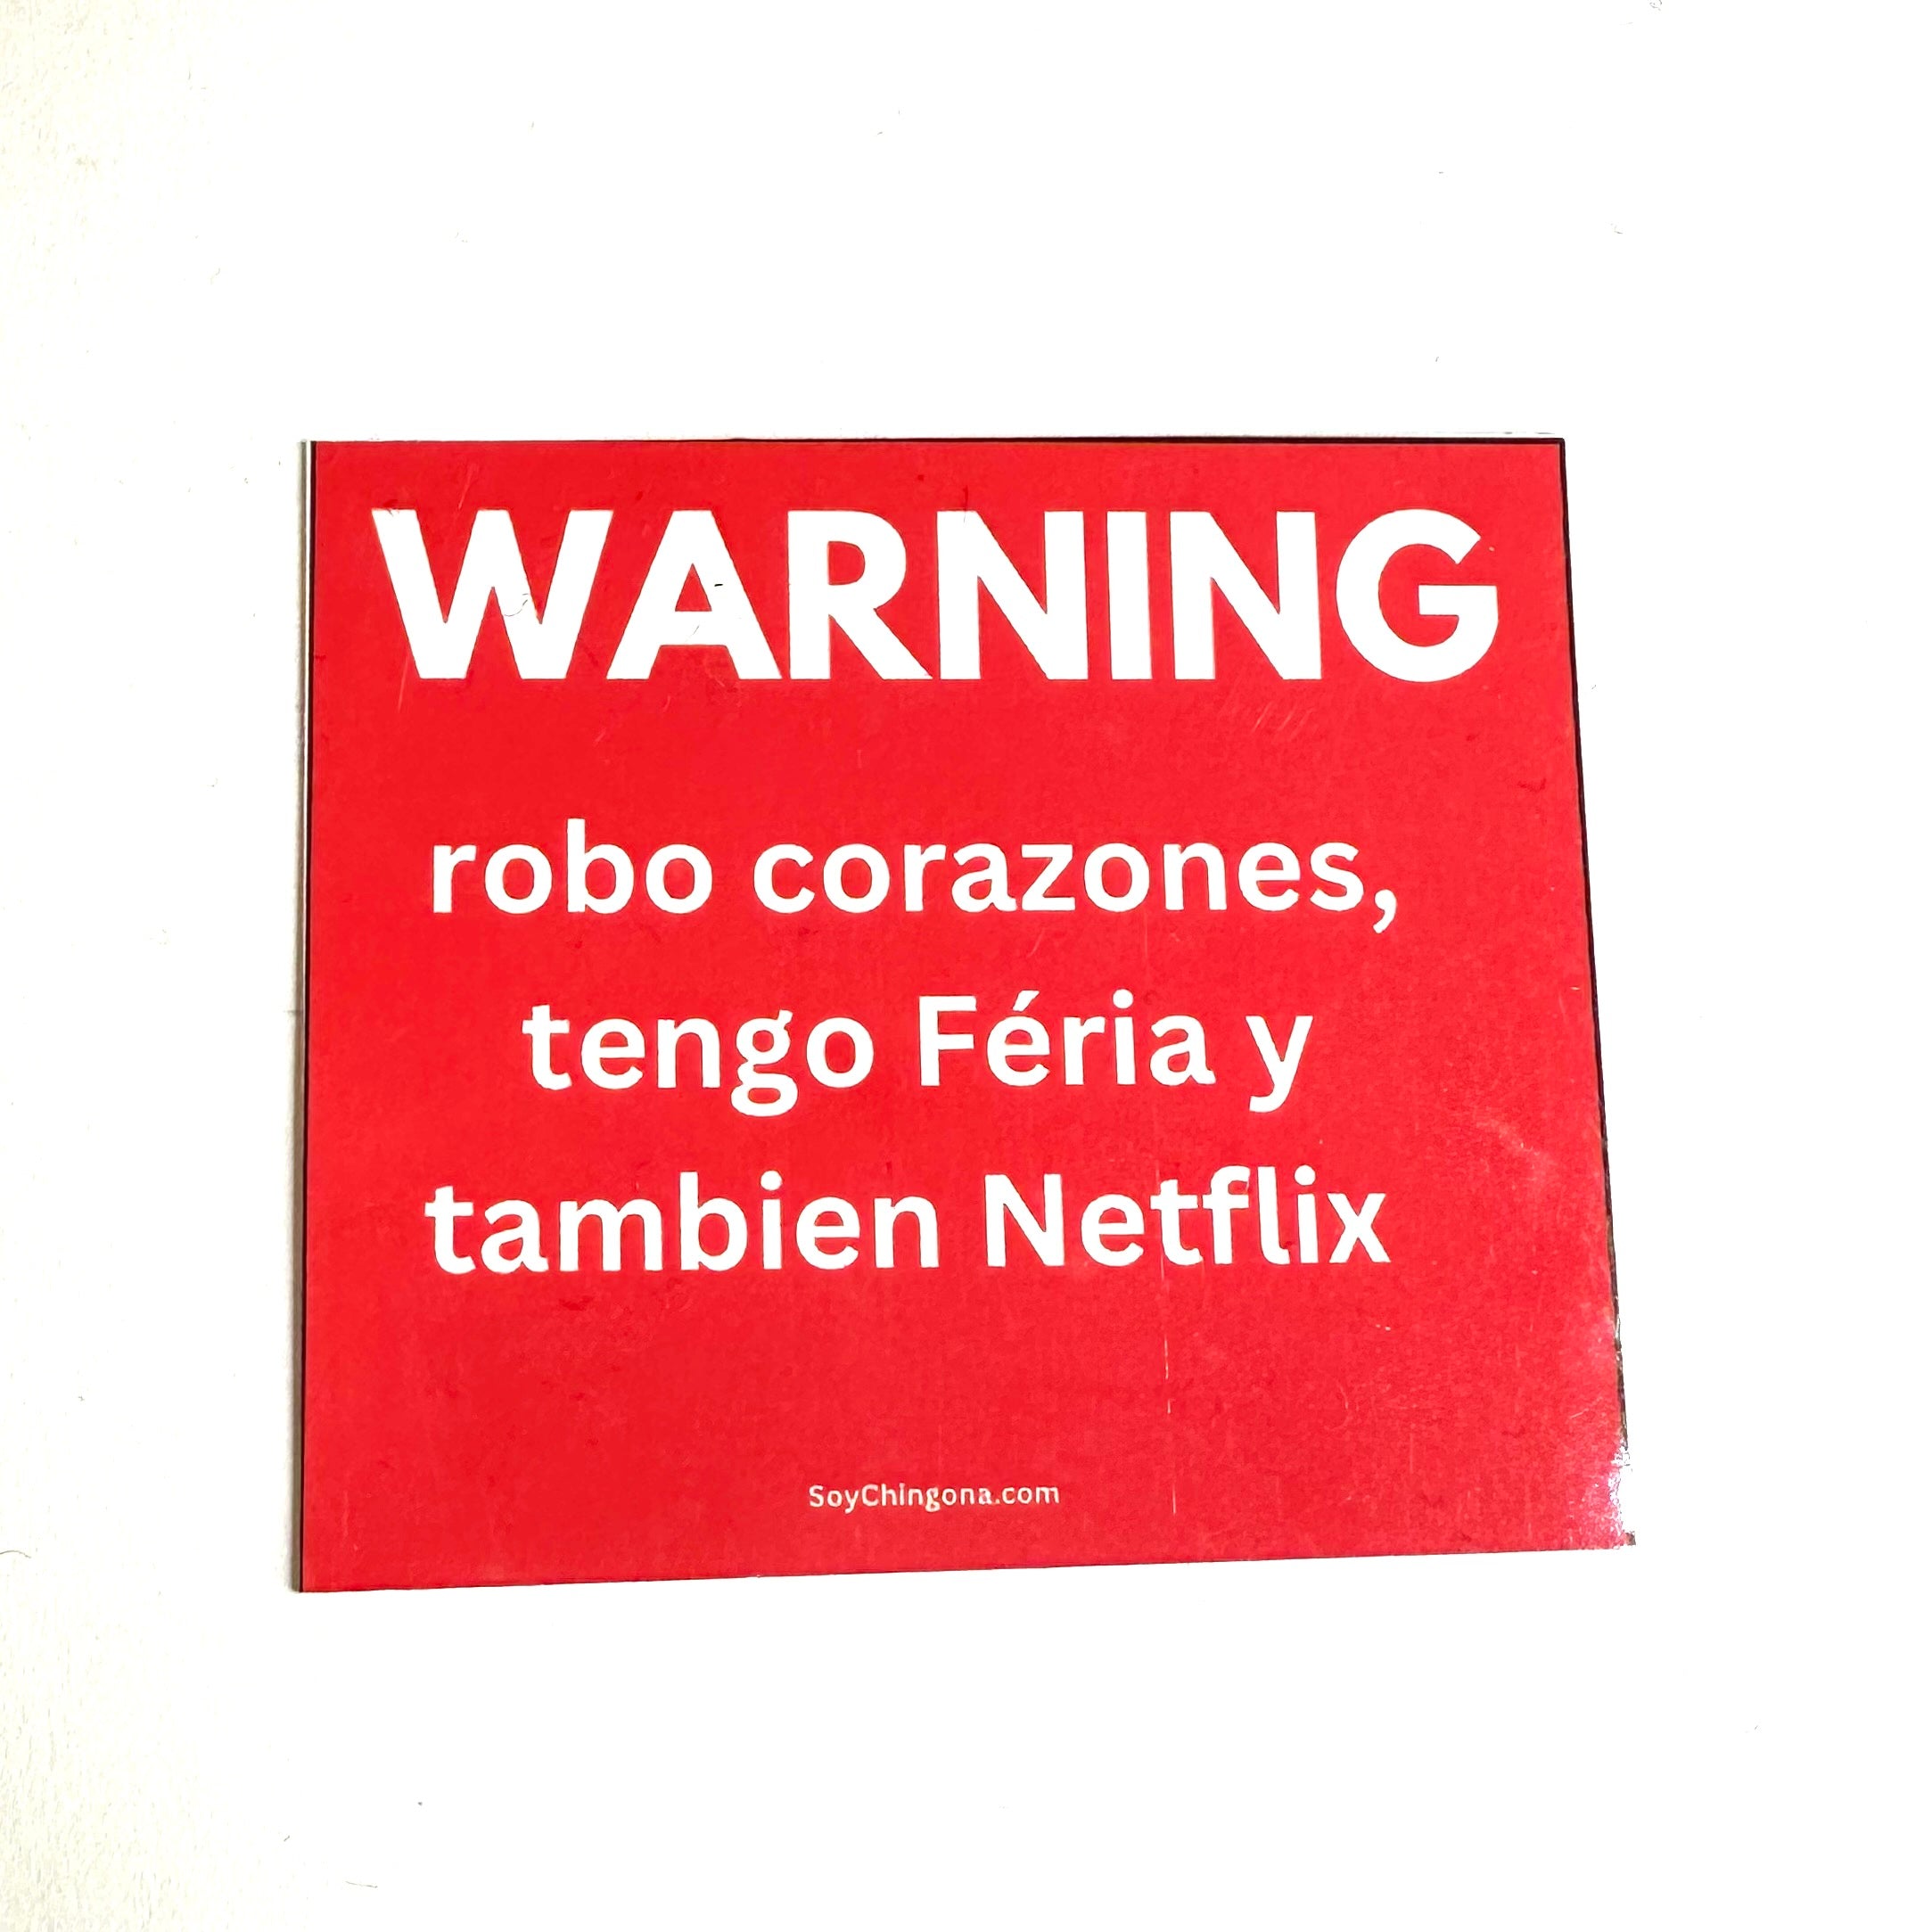 WARNING
robo corazones,
tengo Féria y
tambien Netflix
SoyChingona.com